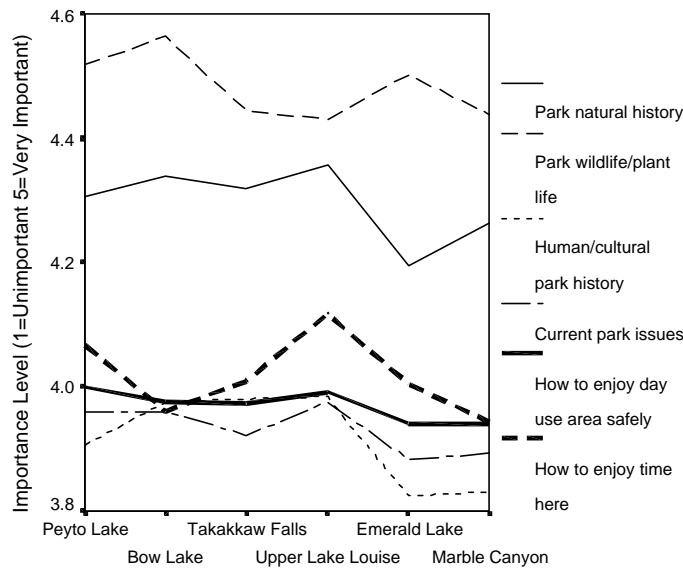 Importance Level (1=Unimportant 5=Very Important)
4.6
4.4
4.2
4.0
3.8
Peyto Lake
Takakkaw Falls
Emerald Lake
Bow Lake
Upper Lake Louise
Marble Canyon
Park natural history
Park wildlife/plant
life
Human/cultural
park history
Current park issues
How to enjoy day
use area safely
How to enjoy time
here